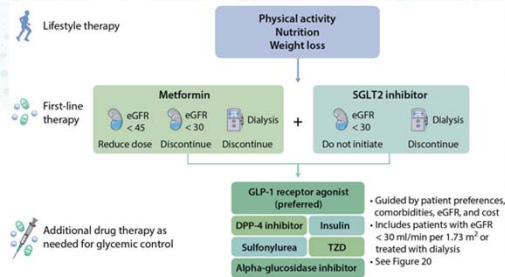 Lifestyle therapy
Physical activity
Nutrition
Weight loss
First-line
therapy
Metformin
eGFR
< 45
Reduce dose
eGFR
< 30
Discontinue
Dialysis
Discontinue
+
SGLT2 inhibitor
eGFR
< 30
Do not initiate
Dialysis
Discontinue
Additional drug therapy as
needed for glycemic control
GLP-1 receptor agonist
(preferred)
DPP-4 inhibitor
Insulin
Sulfonylurea
TZD
Alpha-glucosidase inhibitor
• Guided by patient preferences,
comorbidities, eGFR, and cost
• Includes patients with eGFR
< 30 ml/min per 1.73 m² or
treated with dialysis
• See Figure 20